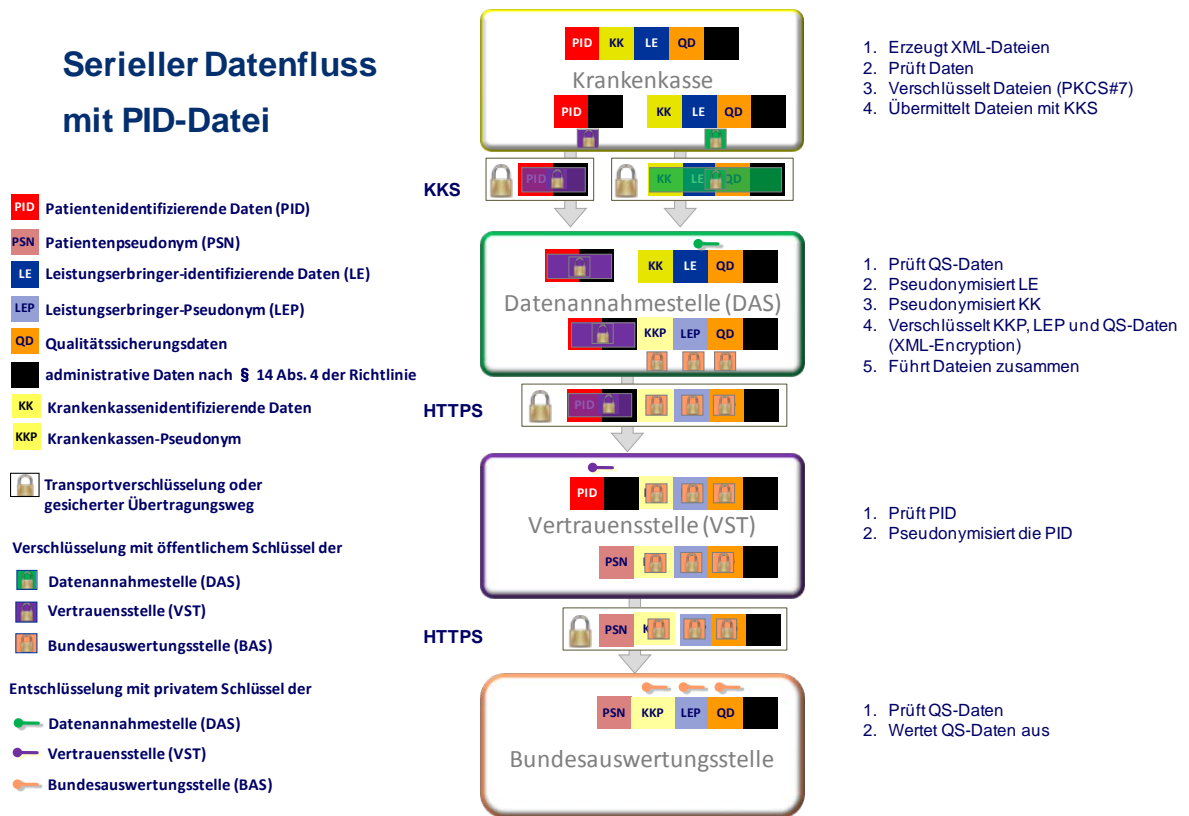 Serieller Datenfluss
mit PID-Datei
PID Patientenidentifizierende Daten (PID)
PSN Patientenpseudonym (PSN)
LE Leistungserbringer-identifizierende Daten (LE)
LEP Leistungserbringer-Pseudonym (LEP)
QD Qualitätssicherungsdaten
administrative Daten nach § 14 Abs. 4 der Richtlinie
KK Krankenkassenidentifizierende Daten
KKP Krankenkassen-Pseudonym
Transportverschlüsselung oder
gesicherter Übertragungsweg
Verschlüsselung mit öffentlichem Schlüssel der
Datenannahmestelle (DAS)
Vertrauensstelle (VST)
Bundesauswertungsstelle (BAS)
Entschlüsselung mit privatem Schlüssel der
Datenannahmestelle (DAS)
Vertrauensstelle (VST)
Bundesauswertungsstelle (BAS)
PID KK LE QD
Krankenkasse
PID KK LE QD
1. Erzeugt XML-Dateien
2. Prüft Daten
3. Verschlüsselt Dateien (PKCS#7)
4. Übermittelt Dateien mit KKS
KKS
PID KK LE QD
KK LE QD
Datenannahmestelle (DAS)
KKP LEP QD
1. Prüft QS-Daten
2. Pseudonymisiert LE
3. Pseudonymisiert KK
4. Verschlüsselt KKP, LEP und QS-Daten
(XML-Encryption)
5. Führt Dateien zusammen
HTTPS
PID
PID
Vertrauensstelle (VST)
PSN
1. Prüft PID
2. Pseudonymisiert die PID
HTTPS
PSN
PSN KKP LEP QD
Bundesauswertungsstelle
1. Prüft QS-Daten
2. Wertet QS-Daten aus